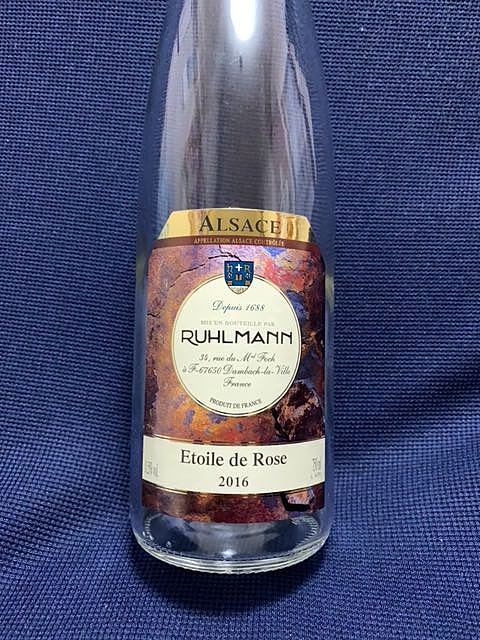 ALSACE
APPELLATION ALSACE CONTRÔLÉE
Depuis 1688
MIS EN BOUTEILLE PAR
RUHLMANN
34, rue du Mal Foch
à F-67650 Dambach-la-Ville
France
PRODUIT DE FRANCE
Etoile de Rose
2016